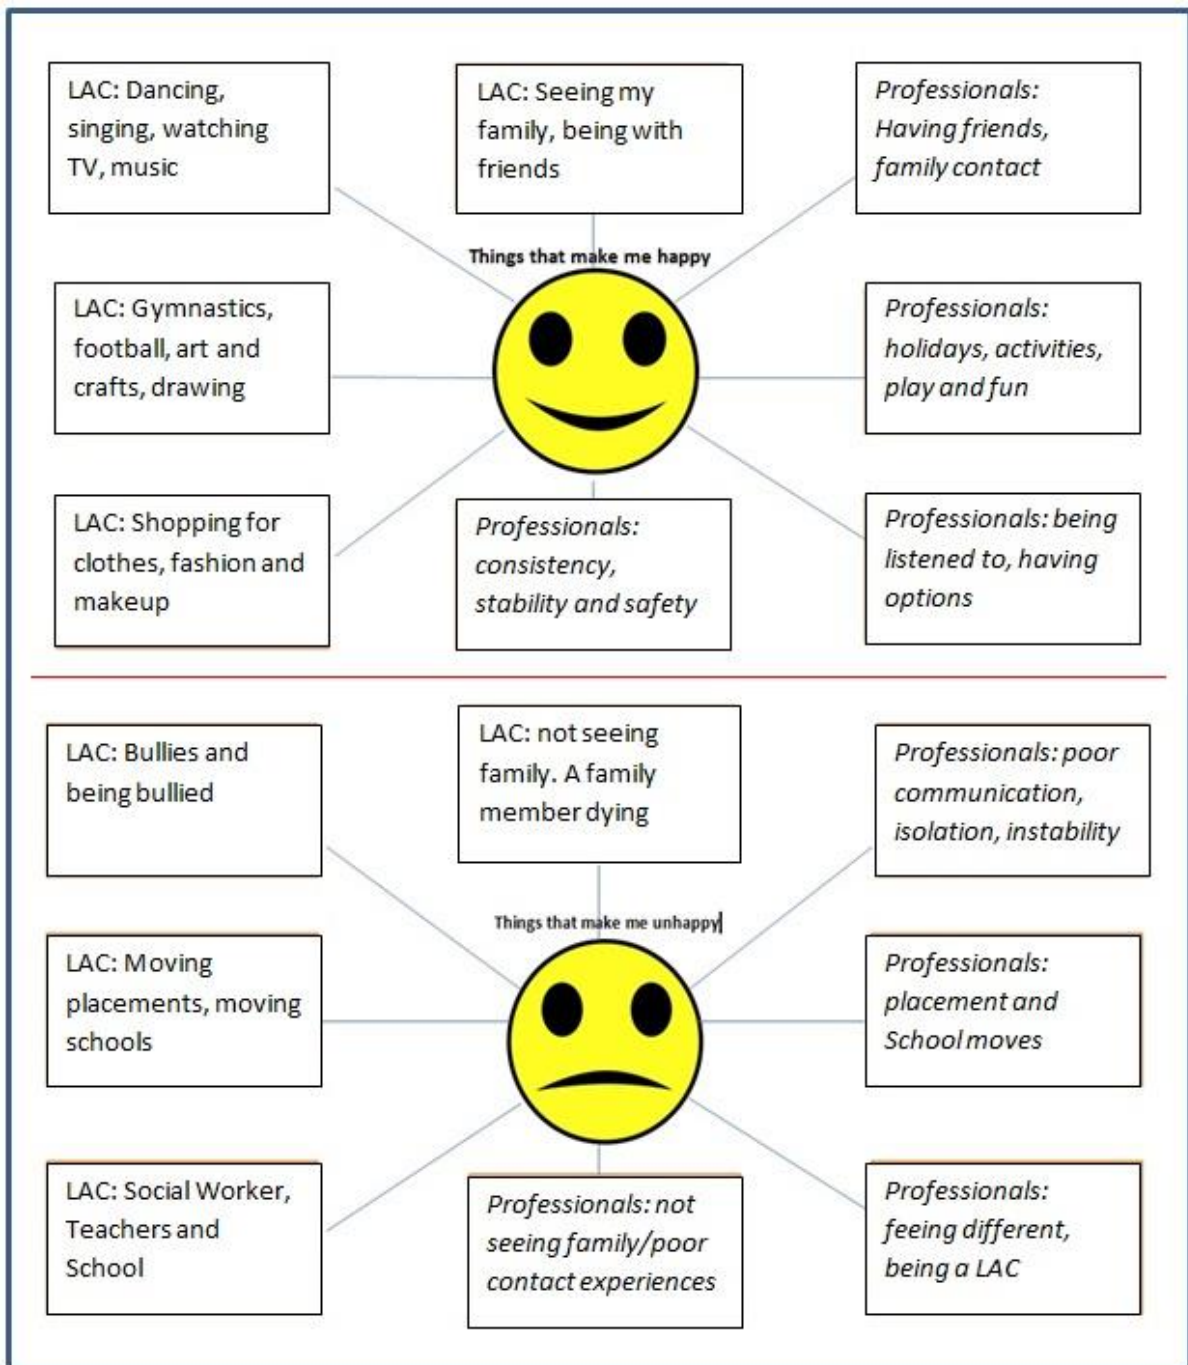 LAC: Dancing,
singing, watching
TV, music
LAC: Seeing my
family, being with
friends
Professionals:
Having friends,
family contact
Things that make me happy
LAC: Gymnastics,
football, art and
crafts, drawing
Professionals:
holidays, activities,
play and fun
LAC: Shopping for
clothes, fashion and
makeup
Professionals:
consistency,
stability and safety
Professionals: being
listened to, having
options
LAC: Bullies and
being bullied
LAC: not seeing
family. A family
member dying
Professionals: poor
communication,
isolation, instability
Things that make me unhappy
LAC: Moving
placements, moving
schools
Professionals:
placement and
School moves
LAC: Social Worker,
Teachers and
School
Professionals: not
seeing family/poor
contact experiences
Professionals:
feeing different,
being a LAC